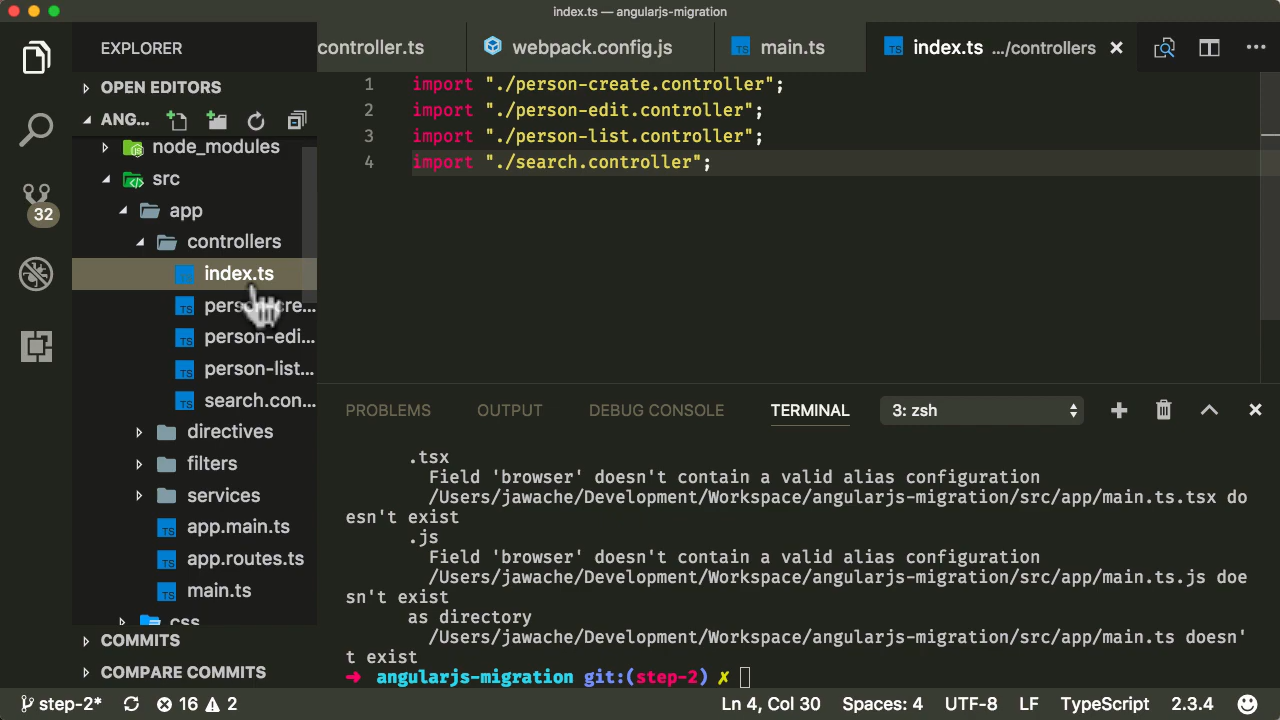 index.ts — angularjs-migration
EXPLORER
controller.ts
webpack.config.js
main.ts
index.ts .../controllers
OPEN EDITORS
ANG...
node_modules
src
app
controllers
index.ts
person-cre...
person-edi...
person-list...
search.con...
directives
filters
services
app.main.ts
app.routes.ts
main.ts
css
COMMITS
COMPARE COMMITS
32
1 import "./person-create.controller";
2 import "./person-edit.controller";
3 import "./person-list.controller";
4 import "./search.controller";
PROBLEMS OUTPUT DEBUG CONSOLE TERMINAL 3: zsh
.tsx
Field 'browser' doesn't contain a valid alias configuration
/Users/jawache/Development/Workspace/angularjs-migration/src/app/main.ts.tsx do
esn't exist
.js
Field 'browser' doesn't contain a valid alias configuration
/Users/jawache/Development/Workspace/angularjs-migration/src/app/main.ts.js doe
sn't exist
as directory
/Users/jawache/Development/Workspace/angularjs-migration/src/app/main.ts doesn'
t exist
➜ angularjs-migration git:(step-2) ✗
step-2* 16 2 Ln 4, Col 30 Spaces: 4 UTF-8 LF TypeScript 2.3.4